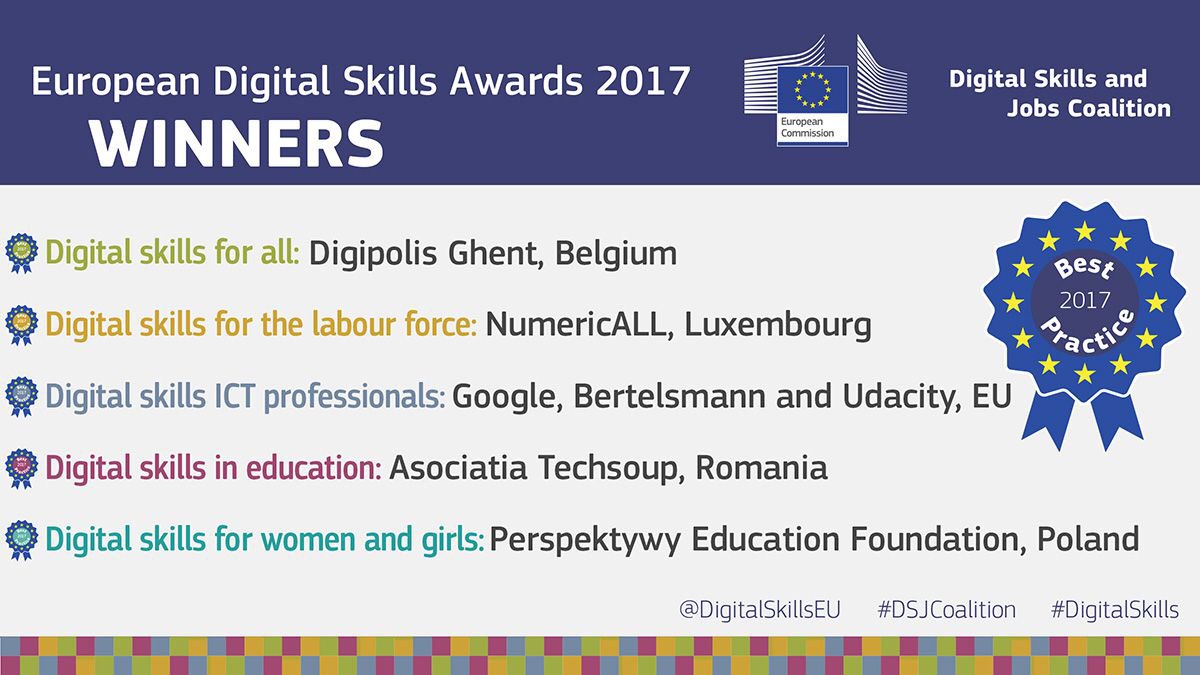 European Digital Skills Awards 2017
WINNERS
European
Commission
Digital Skills and
Jobs Coalition
Digital skills for all: Digipolis Ghent, Belgium
Digital skills for the labour force: NumericALL, Luxembourg
Digital skills ICT professionals: Google, Bertelsmann and Udacity, EU
Digital skills in education: Asociatia Techsoup, Romania
Digital skills for women and girls: Perspektywy Education Foundation, Poland
Best
2017
Practice
@DigitalSkillsEU #DSJCoalition #DigitalSkills